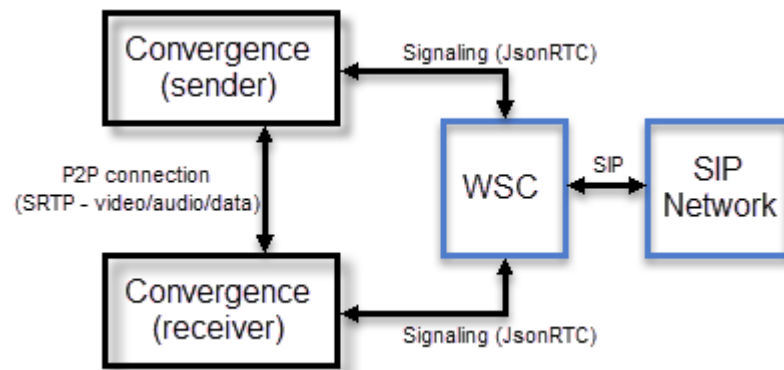 Convergence
(sender)
Signaling (JsonRTC)
P2P connection
(SRTP - video/audio/data)
WSC
SIP
SIP
Network
Convergence
(receiver)
Signaling (JsonRTC)